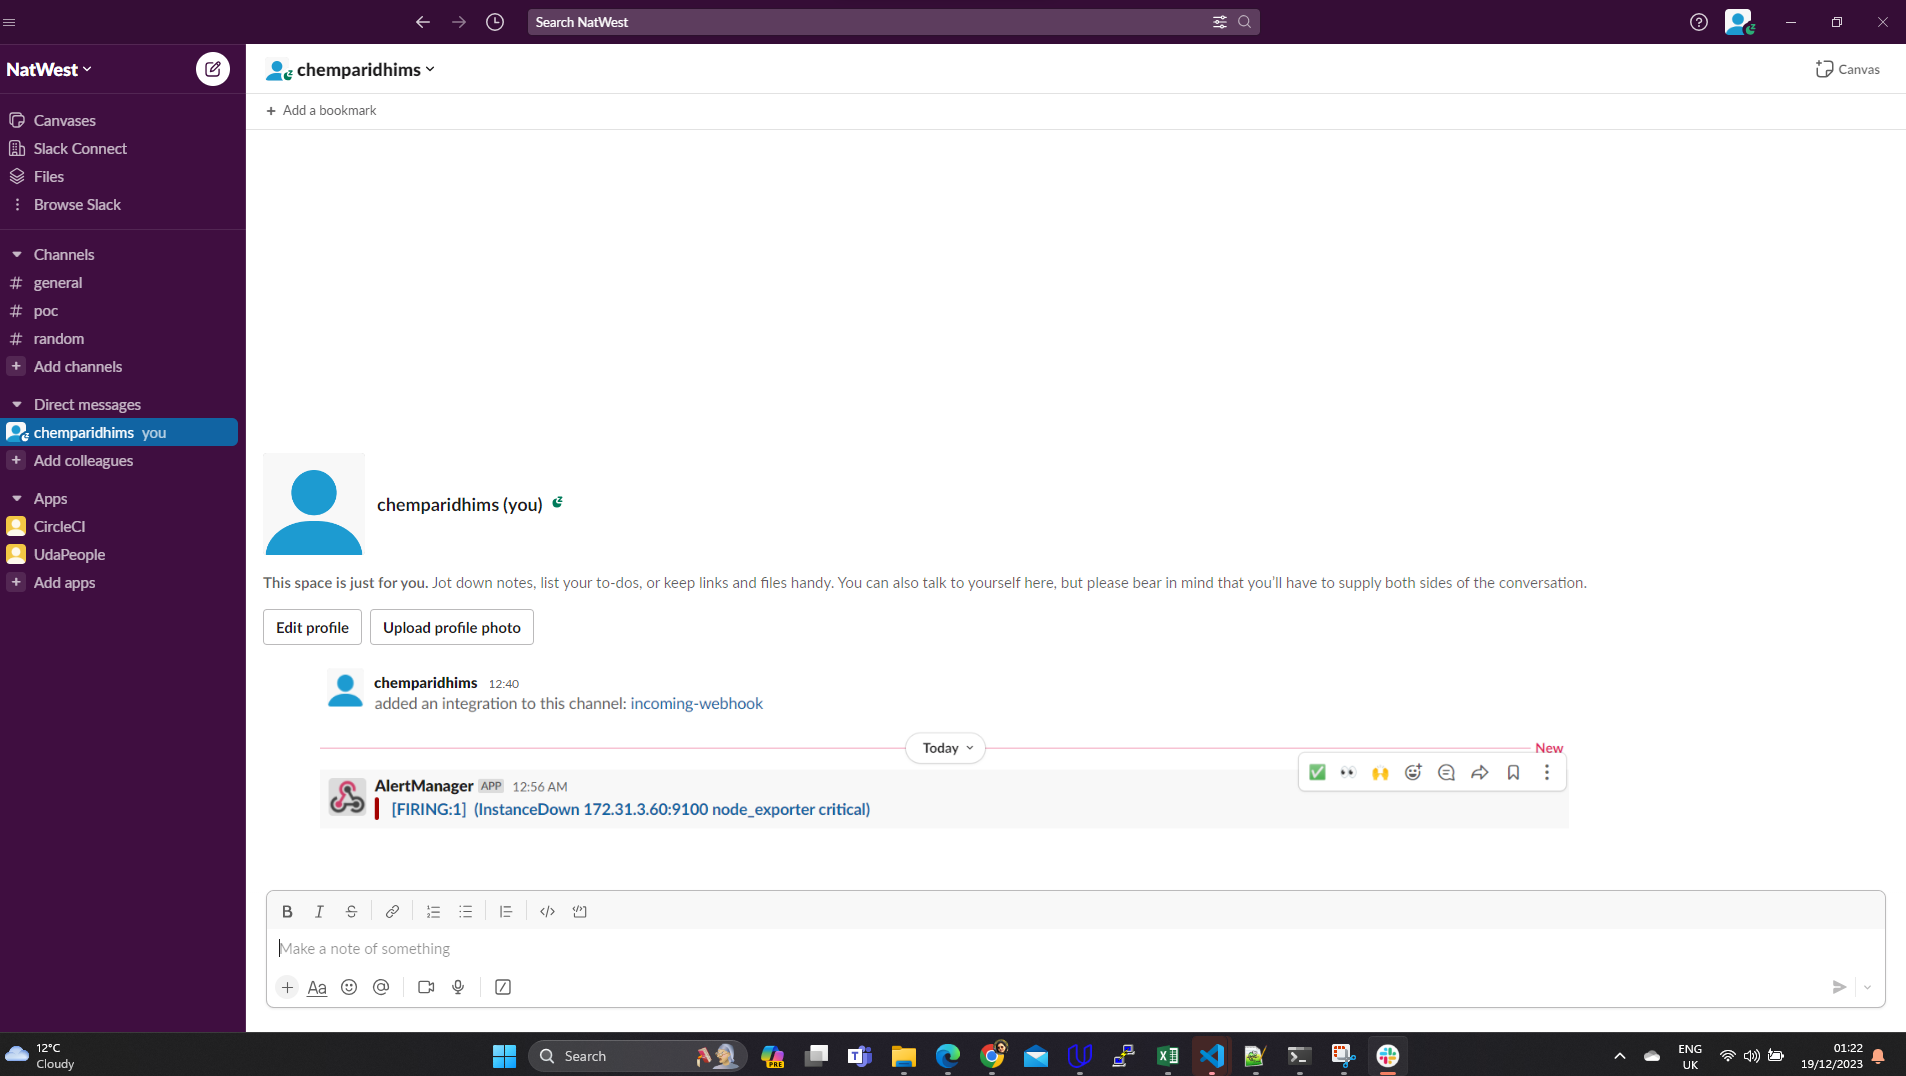 Search NatWest
NatWest
chemparidhims
Canvas
Add a bookmark
Canvases
Slack Connect
Files
Browse Slack
Channels
# general
# poc
# random
+ Add channels
Direct messages
chemparidhims you
+ Add colleagues
Apps
CircleCI
UdaPeople
+ Add apps
chemparidhims (you)
This space is just for you. Jot down notes, list your to-dos, or keep links and files handy. You can also talk to yourself here, but please bear in mind that you’ll have to supply both sides of the conversation.
Edit profile
Upload profile photo
chemparidhims 12:40
added an integration to this channel: incoming-webhook
Today
New
AlertManager APP 12:56 AM
[FIRING:1] (InstanceDown 172.31.3.60:9100 node_exporter critical)
B I S
Make a note of something
+ Aa @
12°C
Cloudy
Search
PRE
ENG
UK
01:22
19/12/2023